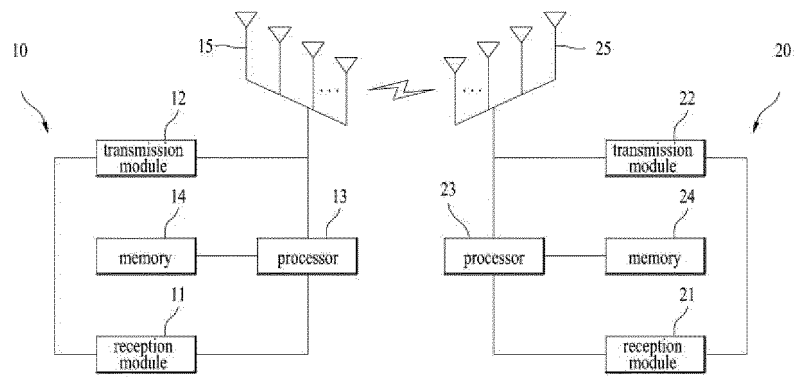 15
25
10
20
12
22
transmission
module
transmission
module
14
13
23
24
memory
processor
processor
memory
11
21
reception
module
reception
module